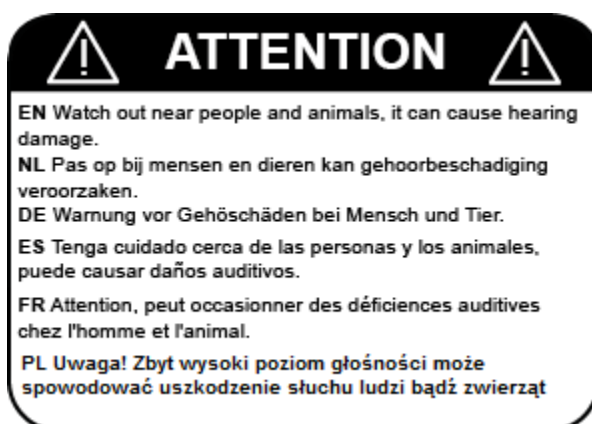 ATTENTION
EN Watch out near people and animals, it can cause hearing
damage.
NL Pas op bij mensen en dieren kan gehoorbeschadiging
veroorzaken.
DE Warnung vor Gehöschäden bei Mensch und Tier.
ES Tenga cuidado cerca de las personas y los animales,
puede causar daños auditivos.
FR Attention, peut occasionner des déficiences auditives
chez l'homme et l'animal.
PL Uwaga! Zbyt wysoki poziom głośności może
spowodować uszkodzenie słuchu ludzi bądź zwierząt